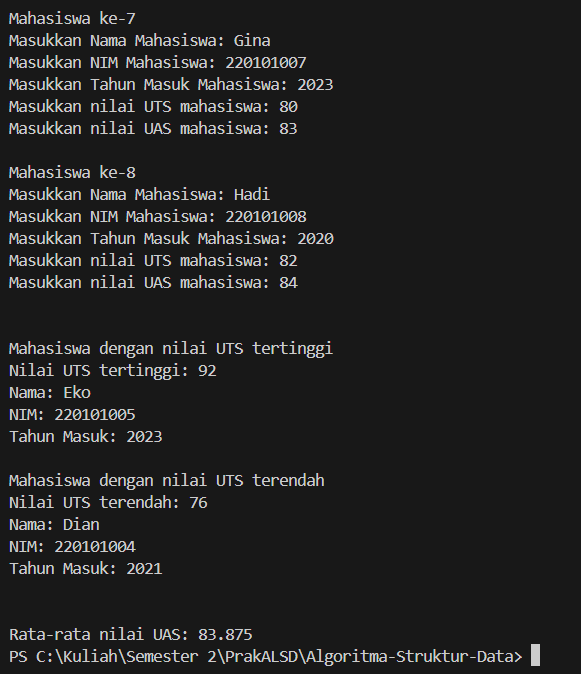 Mahasiswa ke-7
Masukkan Nama Mahasiswa: Gina
Masukkan NIM Mahasiswa: 220101007
Masukkan Tahun Masuk Mahasiswa: 2023
Masukkan nilai UTS mahasiswa: 80
Masukkan nilai UAS mahasiswa: 83
Mahasiswa ke-8
Masukkan Nama Mahasiswa: Hadi
Masukkan NIM Mahasiswa: 220101008
Masukkan Tahun Masuk Mahasiswa: 2020
Masukkan nilai UTS mahasiswa: 82
Masukkan nilai UAS mahasiswa: 84
Mahasiswa dengan nilai UTS tertinggi
Nilai UTS tertinggi: 92
Nama: Eko
NIM: 220101005
Tahun Masuk: 2023
Mahasiswa dengan nilai UTS terendah
Nilai UTS terendah: 76
Nama: Dian
NIM: 220101004
Tahun Masuk: 2021
Rata-rata nilai UAS: 83.875
PS C:\Kuliah\Semester 2\PrakALSD\Algoritma-Struktur-Data>